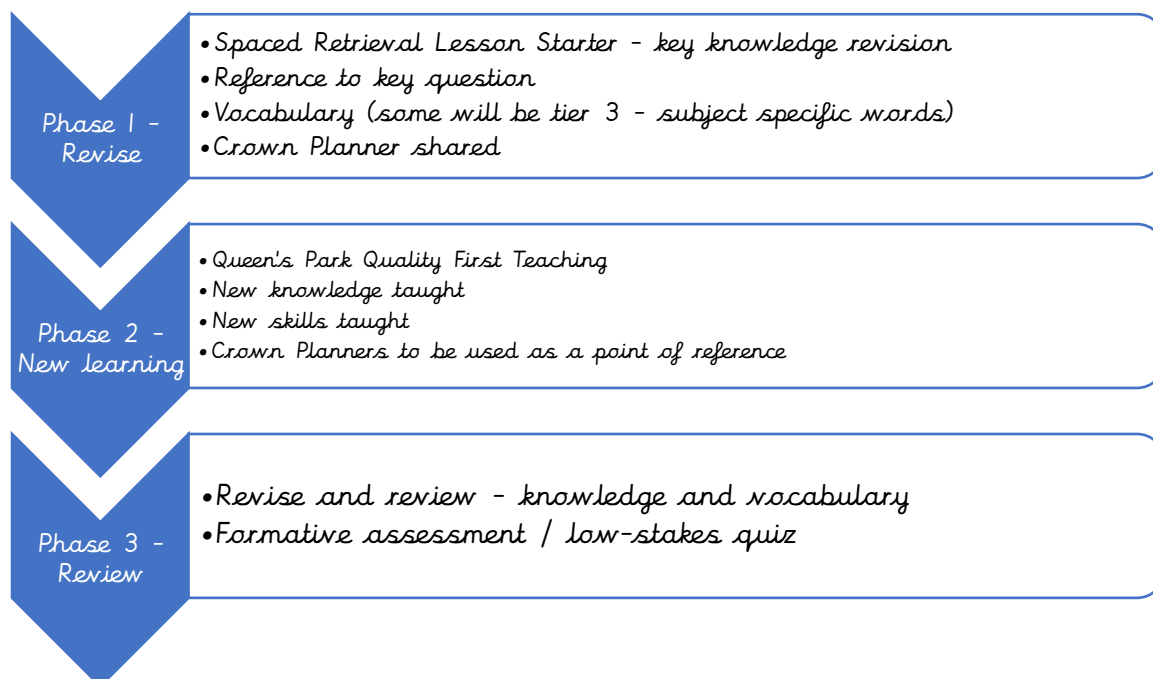 Phase 1 -
Revise
•Spaced Retrieval Lesson Starter - key knowledge revision
•Reference to key question
•Vocabulary (some will be tier 3 - subject specific words)
•Crown Planner shared
Phase 2 -
New learning
•Queen's Park Quality First Teaching
•New knowledge taught
•New skills taught
•Crown Planners to be used as a point of reference
Phase 3 -
Review
•Revise and review - knowledge and vocabulary
•Formative assessment / low-stakes quiz